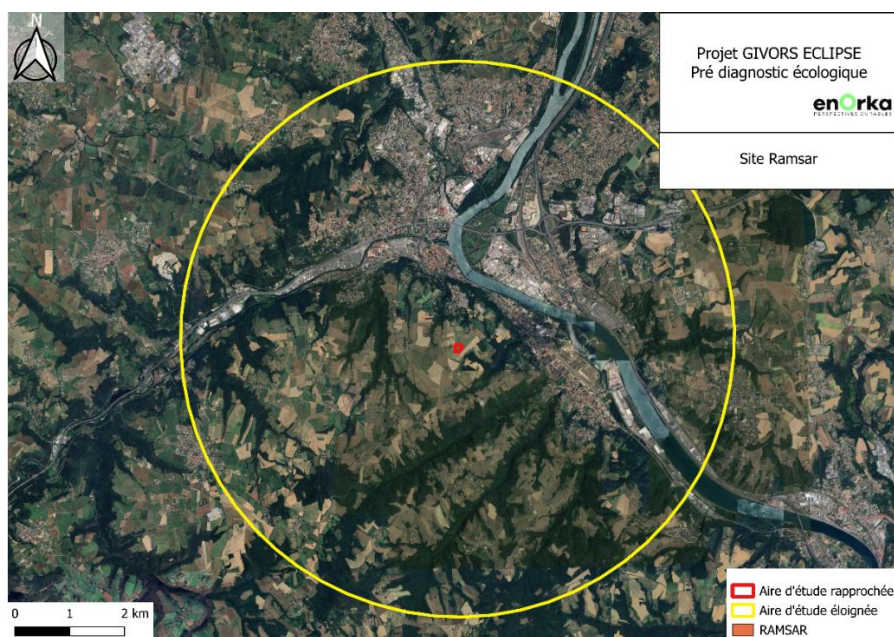 N
Projet GIVORS ECLIPSE
Pré diagnostic écologique
enOrka
Site Ramsar
0 1 2 km
Aire d'étude rapprochée
Aire d'étude éloignée
RAMSAR